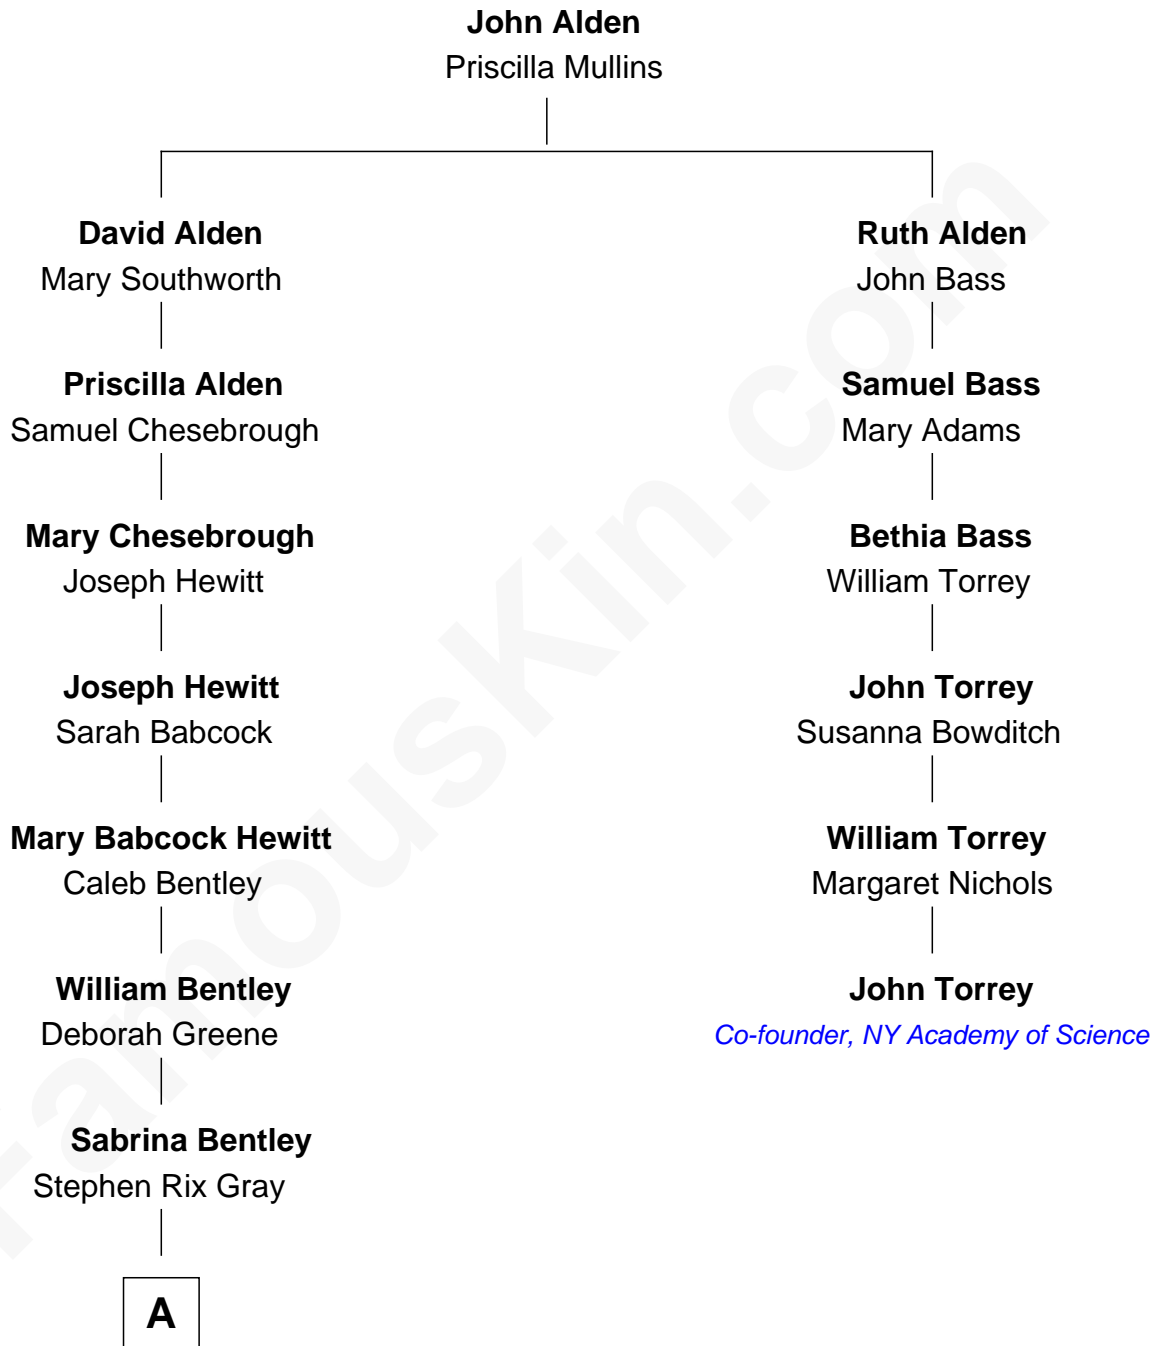 John Alden
Priscilla Mullins
David Alden
Mary Southworth
Ruth Alden
John Bass
Priscilla Alden
Samuel Chesebrough
Samuel Bass
Mary Adams
Mary Chesebrough
Joseph Hewitt
Bethia Bass
William Torrey
Joseph Hewitt
Sarah Babcock
John Torrey
Susanna Bowditch
Mary Babcock Hewitt
Caleb Bentley
William Torrey
Margaret Nichols
William Bentley
Deborah Greene
John Torrey
Co-founder, NY Academy of Science
Sabrina Bentley
Stephen Rix Gray
A
FamousKin.com